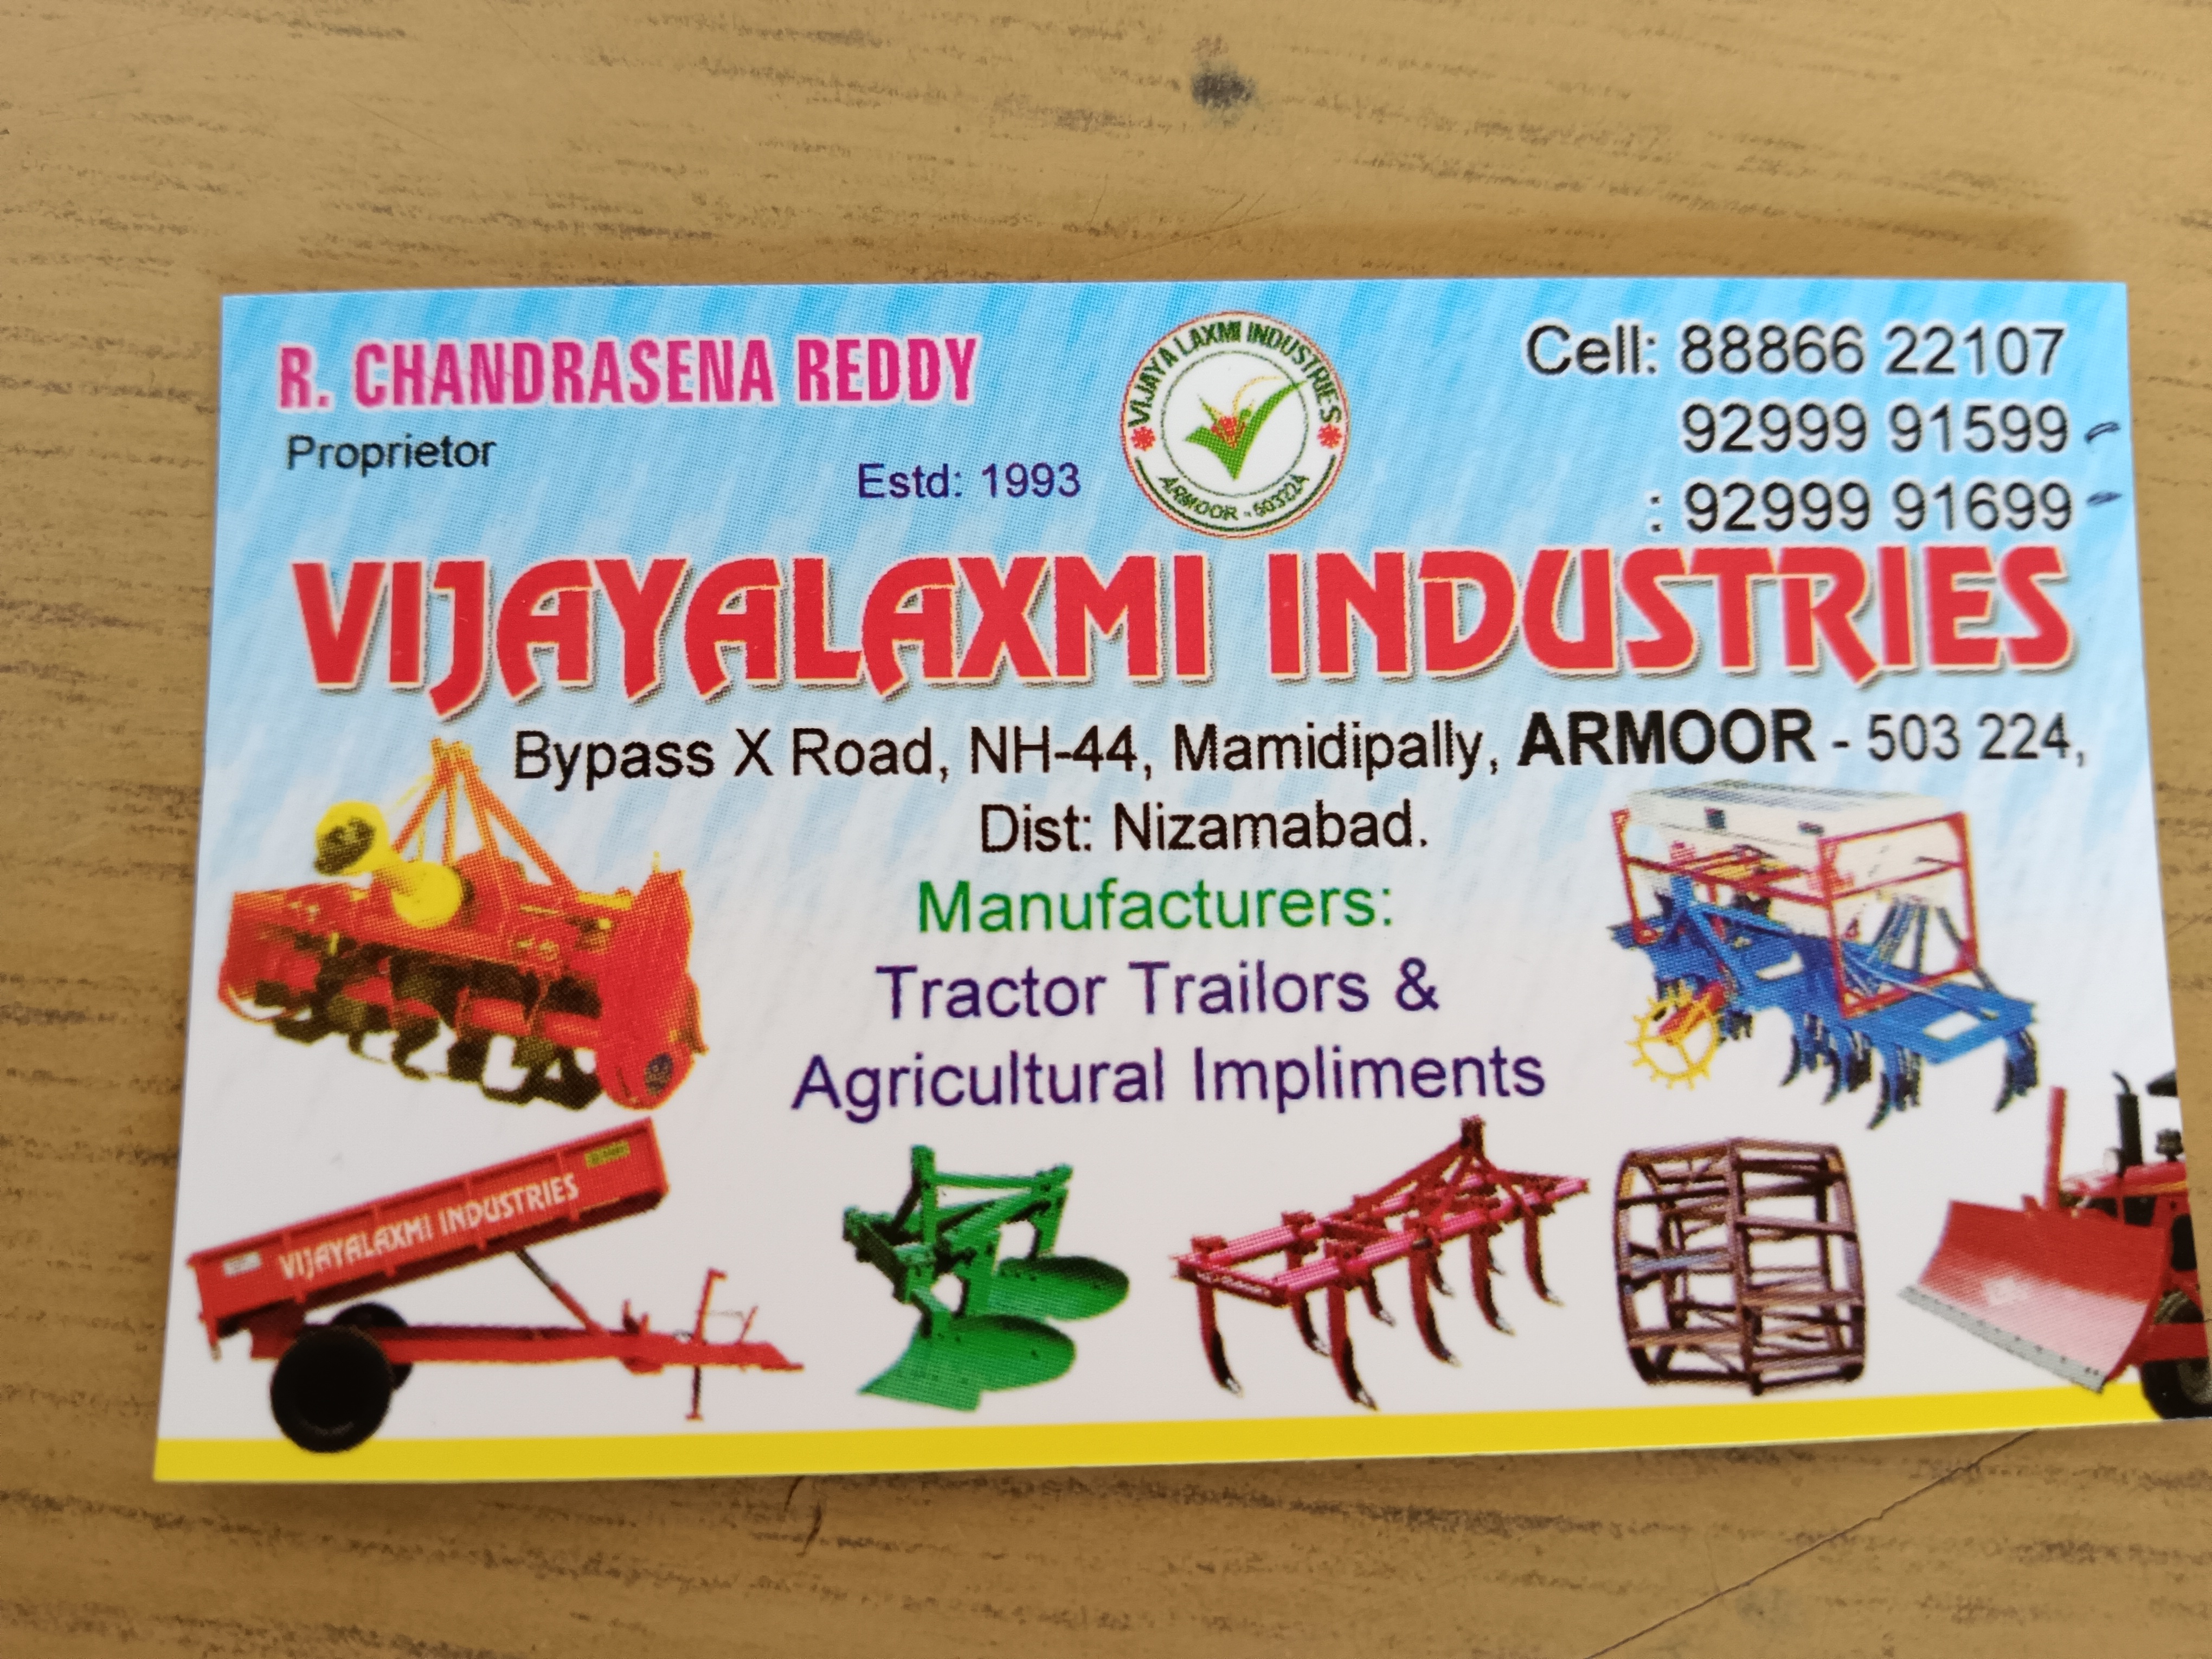 R. CHANDRASENA REDDY
Proprietor
Estd: 1993
VIJAYA LAXMI INDUSTRIES
ARMOOR - 503224
Cell: 88866 22107
92999 91599
: 92999 91699
VIJAYALAXMI INDUSTRIES
Bypass X Road, NH-44, Mamidipally, ARMOOR - 503 224,
Dist: Nizamabad.
Manufacturers:
Tractor Trailors &
Agricultural Impliments
VIJAYALAXMI INDUSTRIES